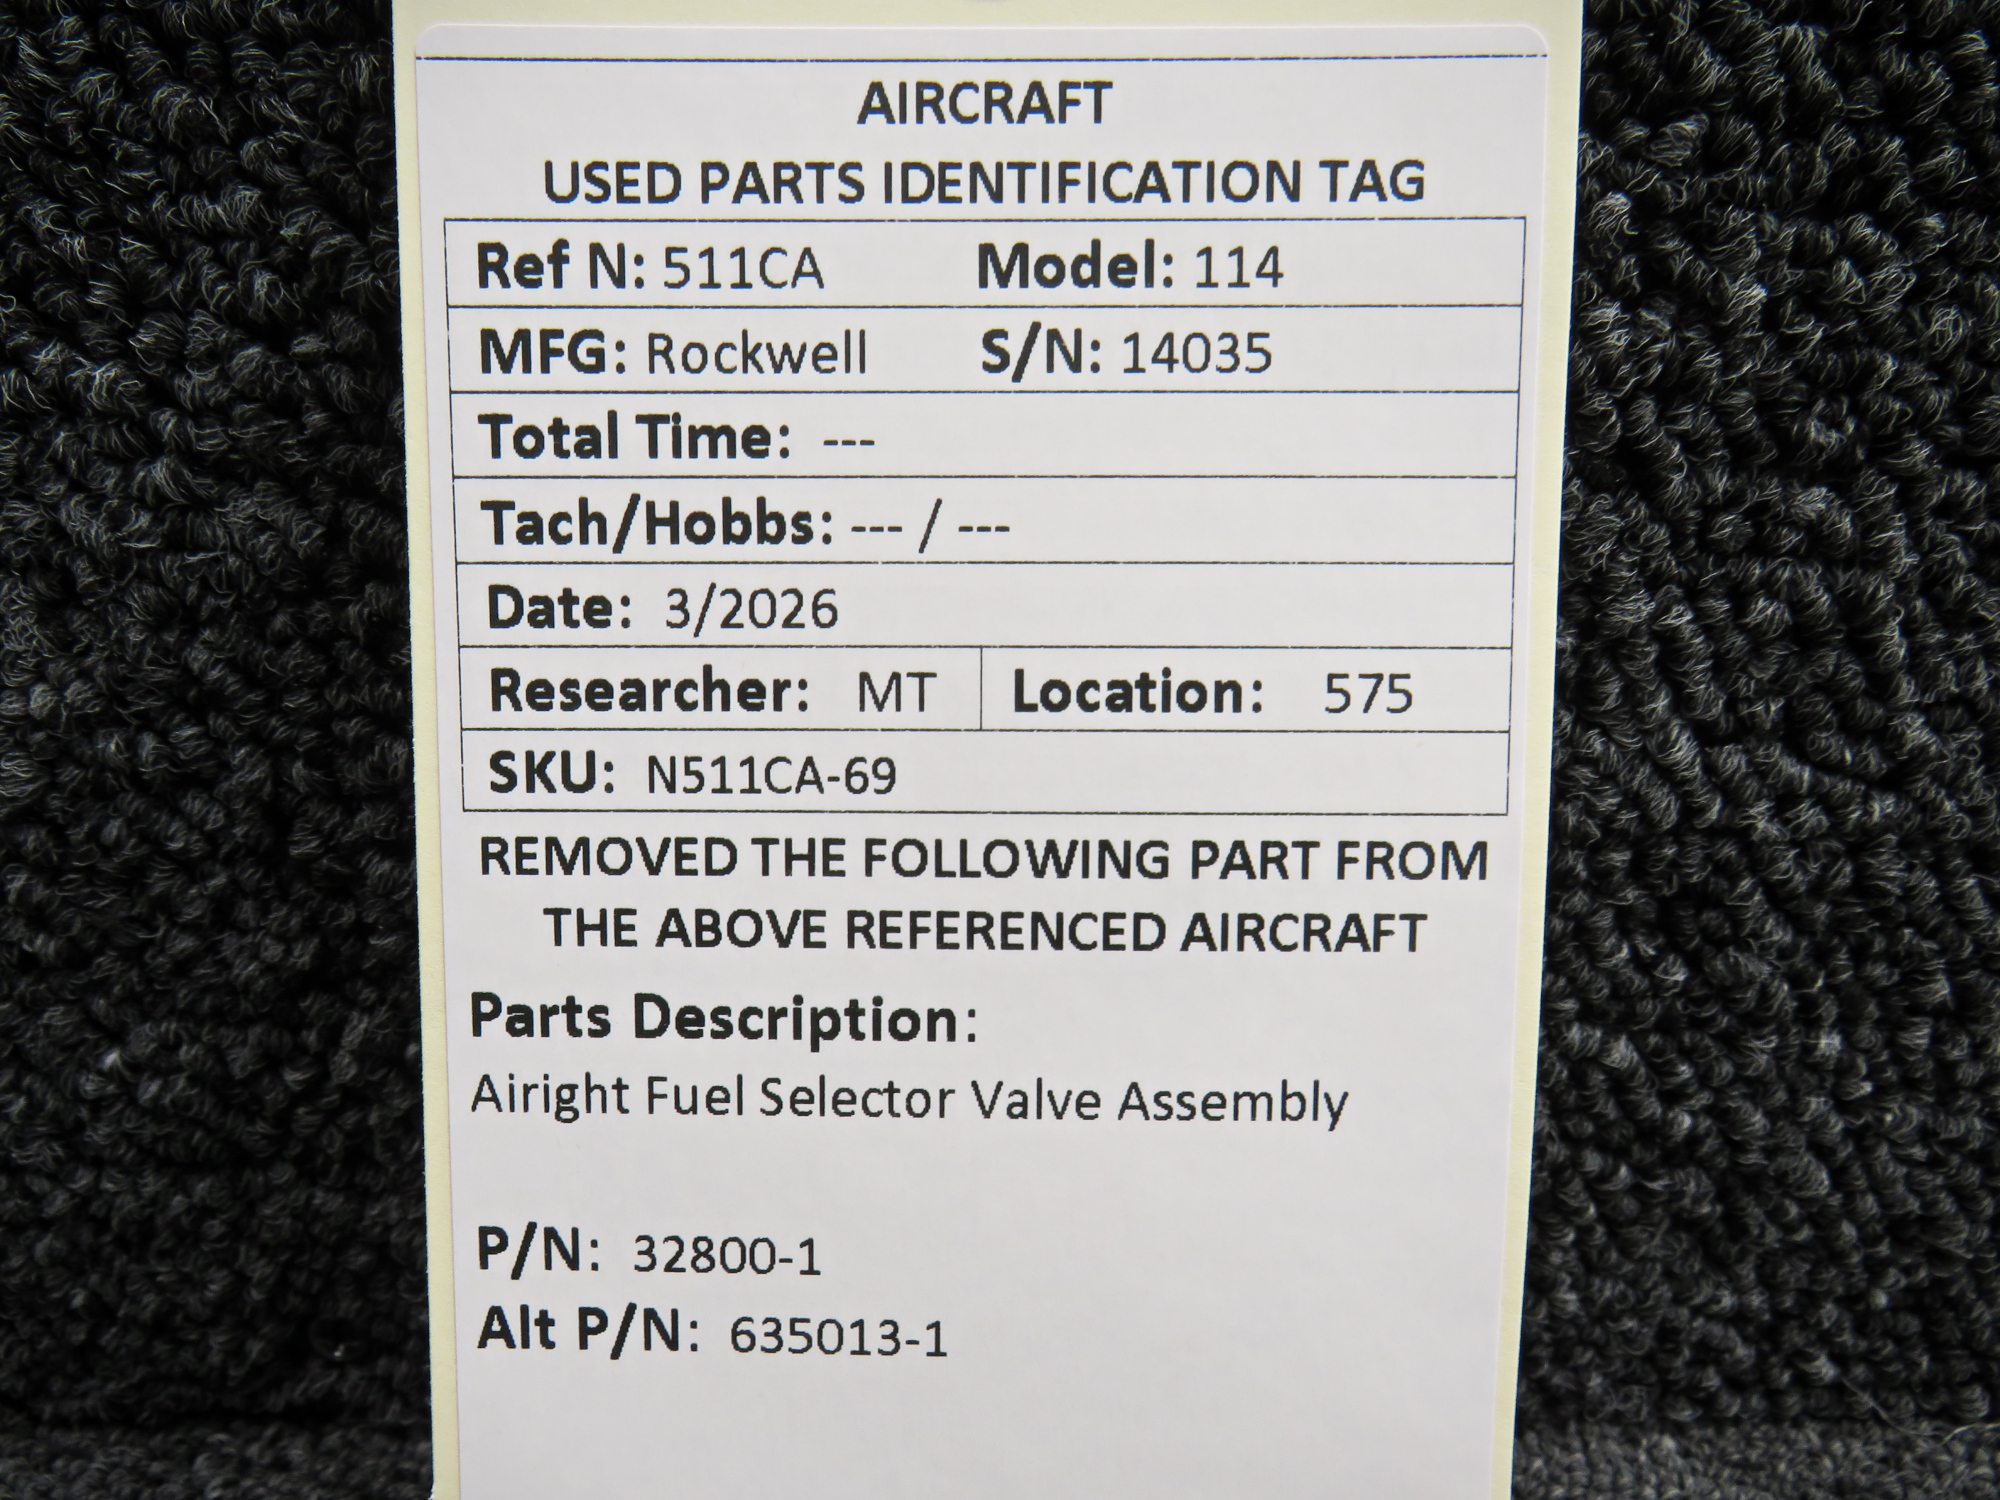 AIRCRAFT
USED PARTS IDENTIFICATION TAG
Ref N: 511CA Model: 114
MFG: Rockwell S/N: 14035
Total Time: ---
Tach/Hobbs: --- / ---
Date: 3/2026
Researcher: MT Location: 575
SKU: N511CA-69
REMOVED THE FOLLOWING PART FROM
THE ABOVE REFERENCED AIRCRAFT
Parts Description:
Airight Fuel Selector Valve Assembly
P/N: 32800-1
Alt P/N: 635013-1